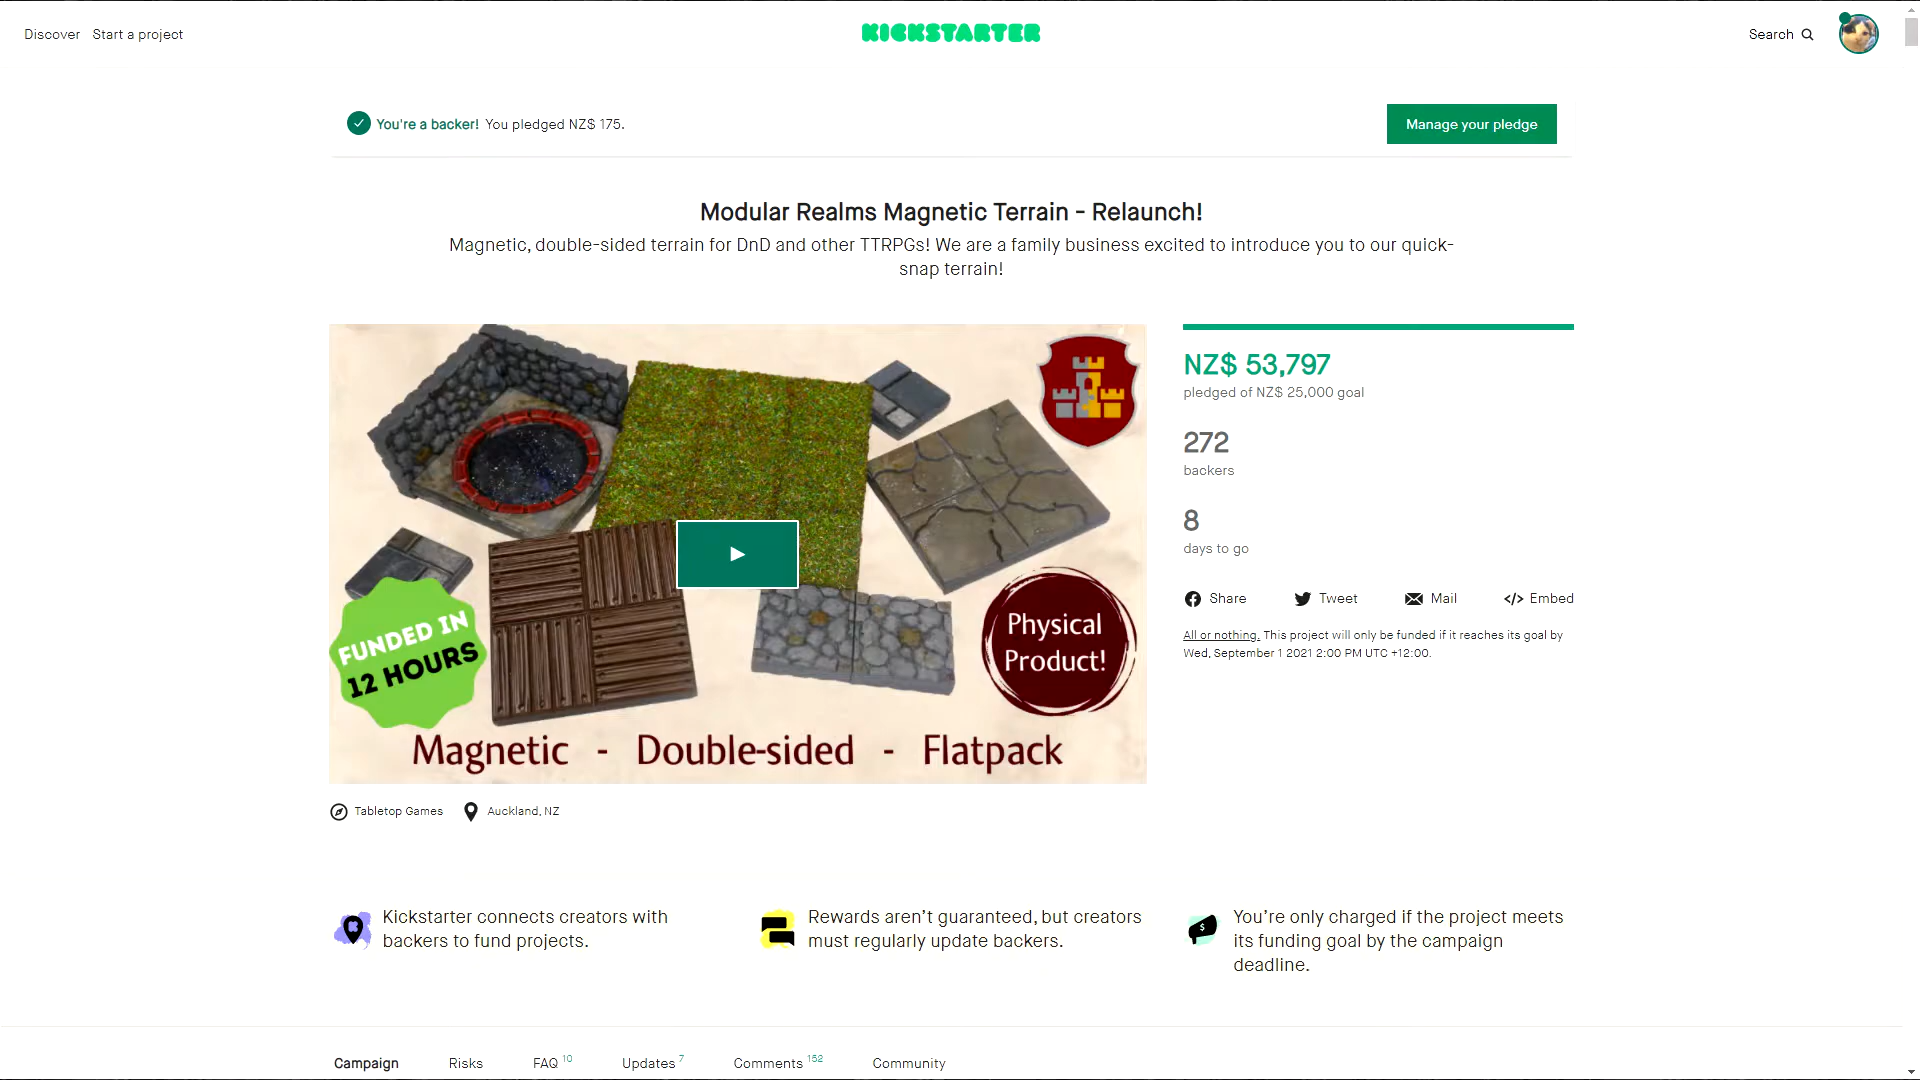 Discover Start a project
KICKSTARTER
Search
You're a backer! You pledged NZ$ 175.
Manage your pledge
Modular Realms Magnetic Terrain - Relaunch!
Magnetic, double-sided terrain for DnD and other TTRPGs! We are a family business excited to introduce you to our quick-
snap terrain!
FUNDED IN
12 HOURS
Physical
Product!
Magnetic - Double-sided - Flatpack
NZ$ 53,797
pledged of NZ$ 25,000 goal
272
backers
8
days to go
Share Tweet Mail Embed
All or nothing. This project will only be funded if it reaches its goal by
Wed, September 1 2021 2:00 PM UTC +12:00.
Tabletop Games Auckland, NZ
Kickstarter connects creators with
backers to fund projects.
Rewards aren’t guaranteed, but creators
must regularly update backers.
You’re only charged if the project meets
its funding goal by the campaign
deadline.
Campaign Risks FAQ 10 Updates 7 Comments 152 Community